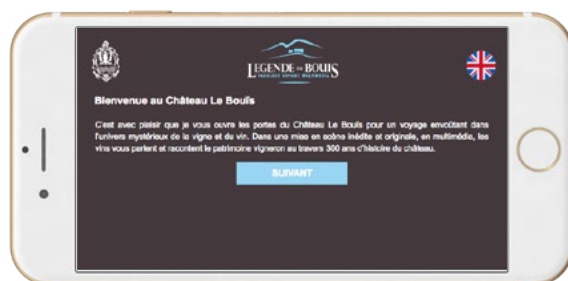 LEGENDE DU BOUÏS
Bienvenue au Château Le Bouïs
C'est avec plaisir que je vous ouvre les portes du Château Le Bouïs pour un voyage envoûtant dans
l'univers mystérieux de la vigne et du vin. Dans une mise en scène inédite et originale, en multimédia, les
vins vous parlent et racontent le patrimoine vigneron au travers 300 ans d'histoire du château.
SUIVANT